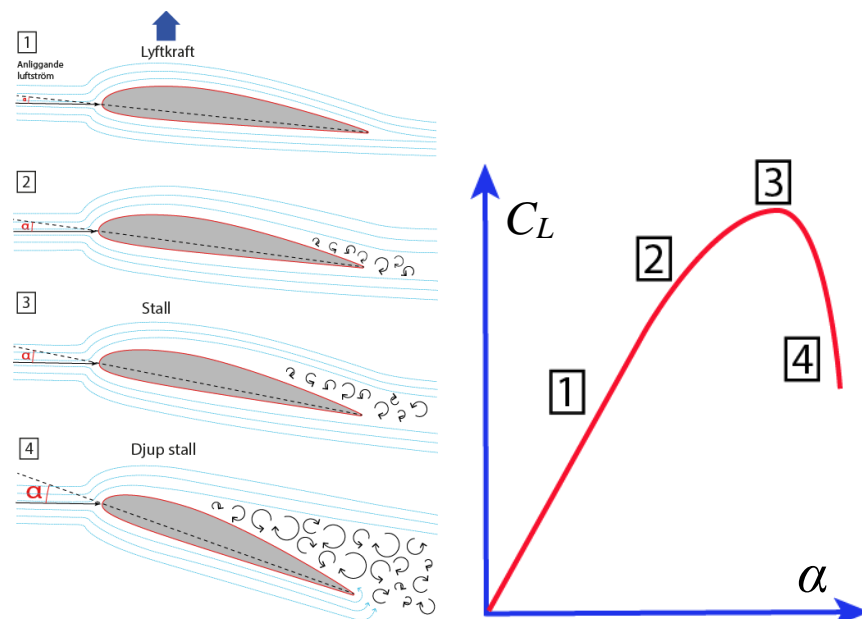 1
Lyftkraft
Anliggande
luftström
α
2
α
3
Stall
α
4
Djup stall
α
C_L
3
2
4
1
α